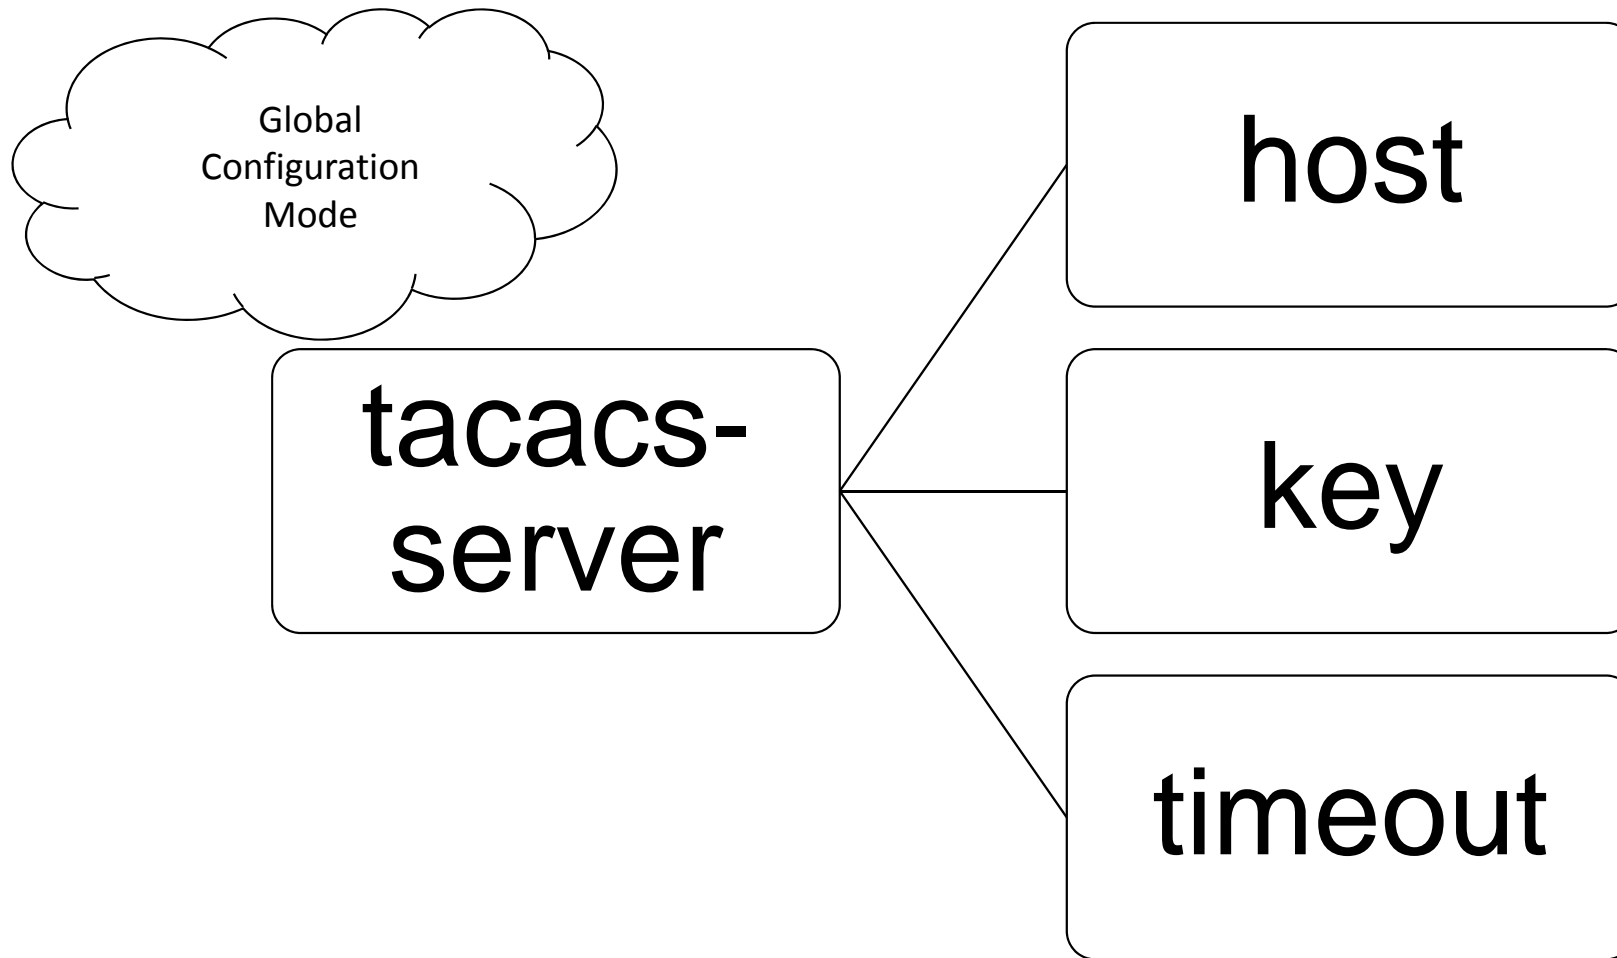 Global
Configuration
Mode
host
tacacs-
server
key
timeout